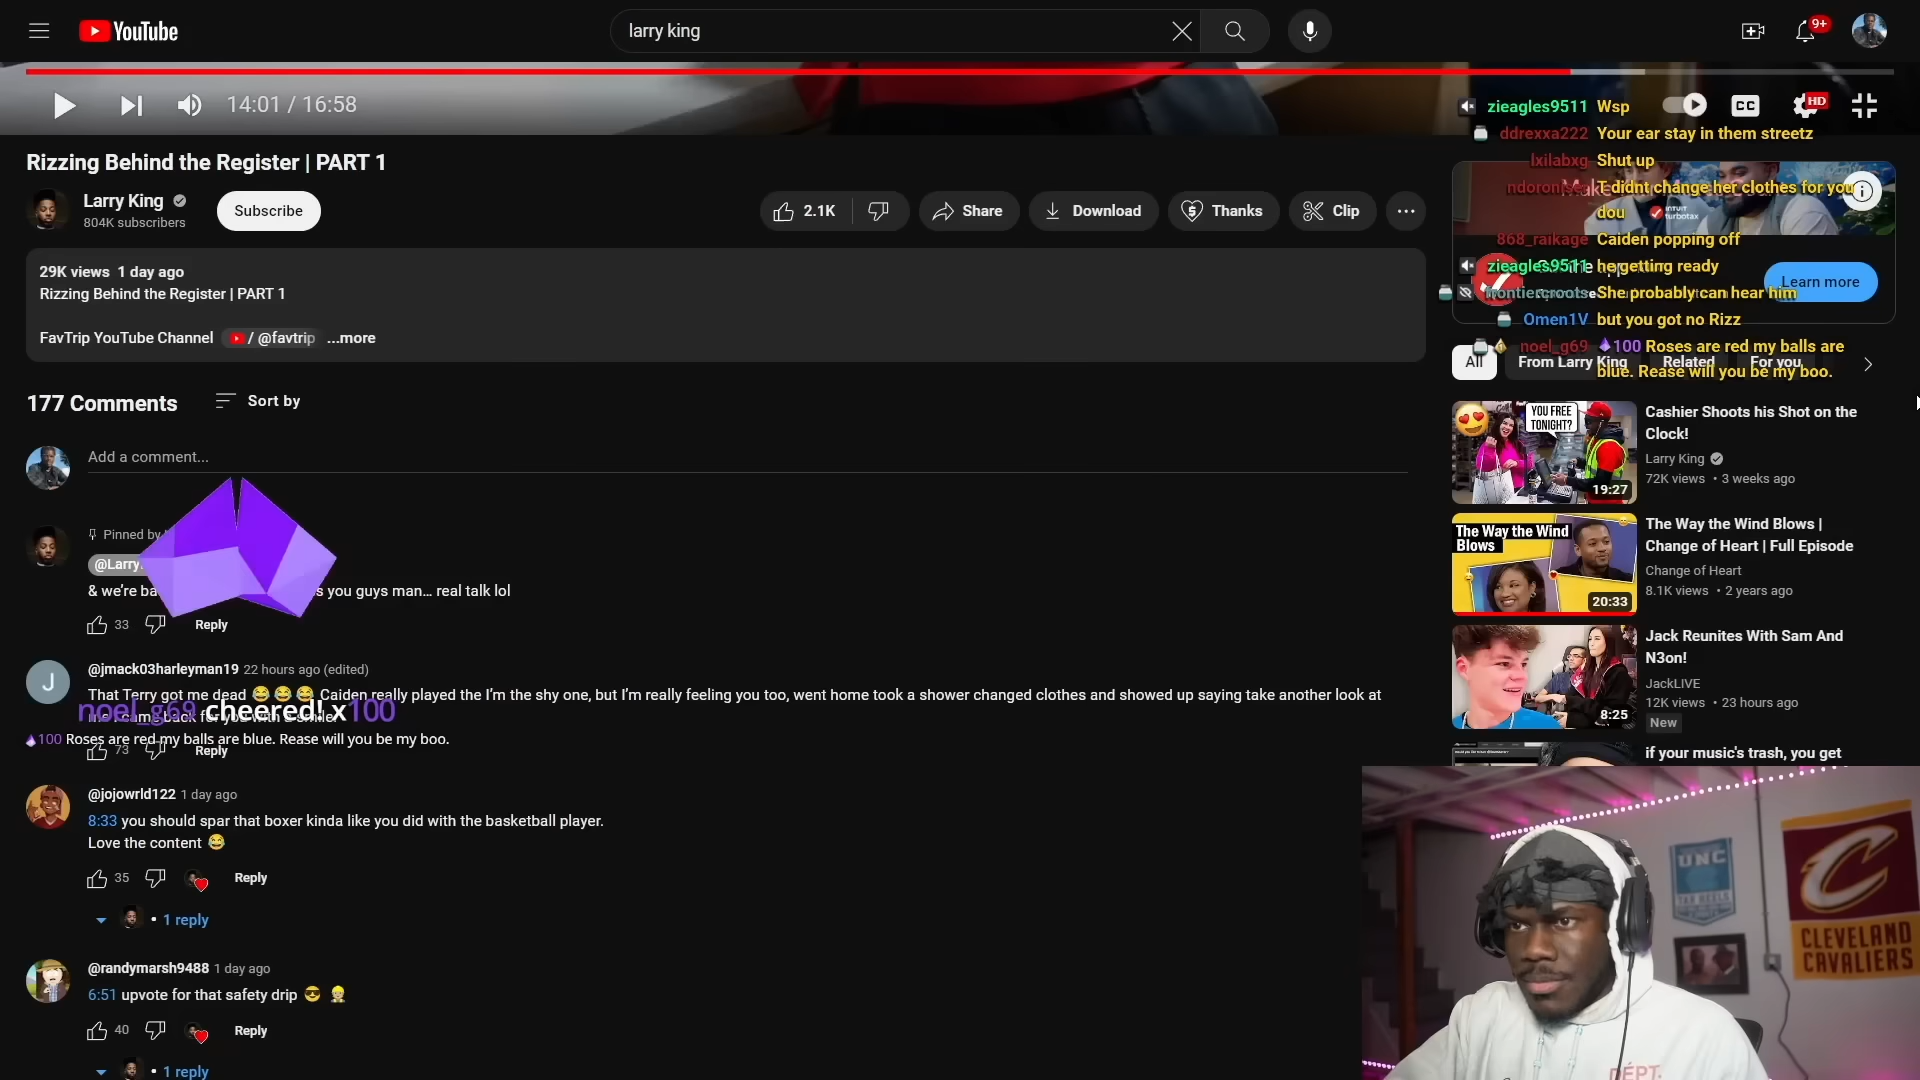 YouTube
larry king
9+
14:01 / 16:58
CC
HD
Rizzing Behind the Register | PART 1
Larry King
804K subscribers
Subscribe
2.1K
Share
Download
Thanks
Clip
29K views 1 day ago
Rizzing Behind the Register | PART 1
FavTrip YouTube Channel
/ @favtrip
...more
177 Comments
Sort by
Add a comment...
Pinned by
@Larry
& we're ba
s you guys man... real talk lol
33
Reply
@jmack03harleyman19 22 hours ago (edited)
That Terry got me dead 😂😂😂 Caiden really played the I'm the shy one, but I'm really feeling you too, went home took a shower changed clothes and showed up saying take another look at
me I came back for you with a smile
noel_g69 cheered! x100
100 Roses are red my balls are blue. Rease will you be my boo.
73
Reply
@jojowrld122 1 day ago
8:33 you should spar that boxer kinda like you did with the basketball player.
Love the content 😂
35
Reply
• 1 reply
@randymarsh9488 1 day ago
6:51 upvote for that safety drip 😎 👷
40
Reply
• 1 reply
zieagles9511 Wsp
ddrexxa222 Your ear stay in them streetz
lxilabxg Shut up
T didnt change her clothes for you
dou
intuit
turbotax
868_raikage Caiden popping off
zieagles9511 he getting ready
She probably can hear him
Learn more
Omen1V but you got no Rizz
noel_g69 100 Roses are red my balls are
blue. Rease will you be my boo.
All
From Larry King
Related
For you
YOU FREE
TONIGHT?
19:27
Cashier Shoots his Shot on the
Clock!
Larry King
72K views • 3 weeks ago
The Way the Wind
Blows
20:33
The Way the Wind Blows |
Change of Heart | Full Episode
Change of Heart
8.1K views • 2 years ago
8:25
Jack Reunites With Sam And
N3on!
JackLIVE
12K views • 23 hours ago
New
if your music's trash, you get
UNC
TAR HEELS
C
CLEVELAND
CAVALIERS
DÉPT.